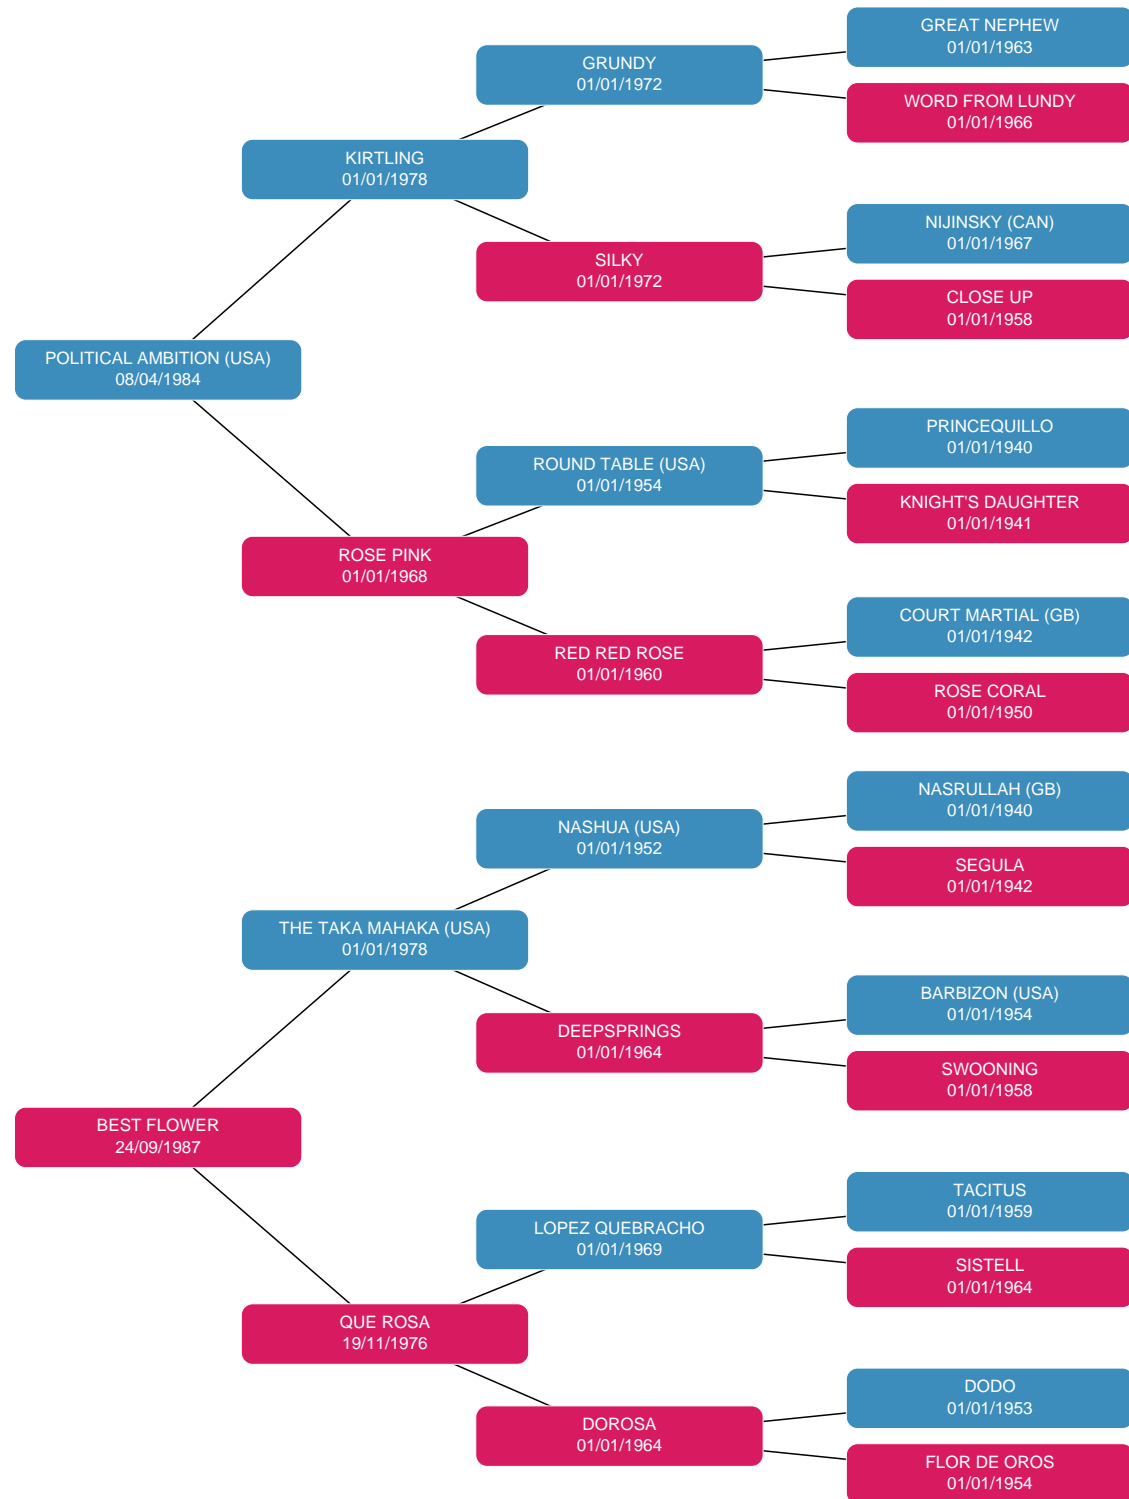 GREAT NEPHEW
01/01/1963
GRUNDY
01/01/1972
WORD FROM LUNDY
01/01/1966
KIRTLING
01/01/1978
NIJINSKY (CAN)
01/01/1967
SILKY
01/01/1972
CLOSE UP
01/01/1958
POLITICAL AMBITION (USA)
08/04/1984
PRINCEQUILLO
01/01/1940
ROUND TABLE (USA)
01/01/1954
KNIGHT'S DAUGHTER
01/01/1941
ROSE PINK
01/01/1968
COURT MARTIAL (GB)
01/01/1942
RED RED ROSE
01/01/1960
ROSE CORAL
01/01/1950
NASRULLAH (GB)
01/01/1940
NASHUA (USA)
01/01/1952
SEGULA
01/01/1942
THE TAKA MAHAKA (USA)
01/01/1978
BARBIZON (USA)
01/01/1954
DEEPSPRINGS
01/01/1964
SWOONING
01/01/1958
BEST FLOWER
24/09/1987
TACITUS
01/01/1959
LOPEZ QUEBRACHO
01/01/1969
SISTELL
01/01/1964
QUE ROSA
19/11/1976
DODO
01/01/1953
DOROSA
01/01/1964
FLOR DE OROS
01/01/1954